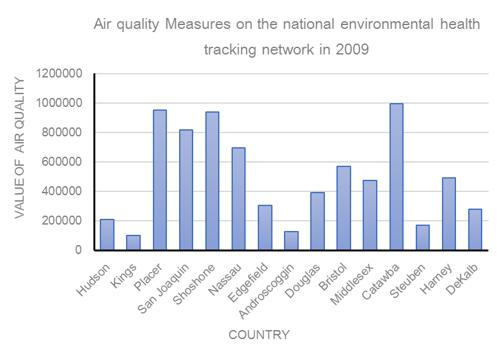 Air quality Measures on the national environmental health
tracking network in 2009
VALUE OF AIR QUALITY
1200000
1000000
800000
600000
400000
200000
0
Hudson
Kings
Placer
San Joaquin
Shoshone
Nassau
Edgefield
Androscoggin
Douglas
Bristol
Middlesex
Catawba
Steuben
Harney
DeKalb
COUNTRY